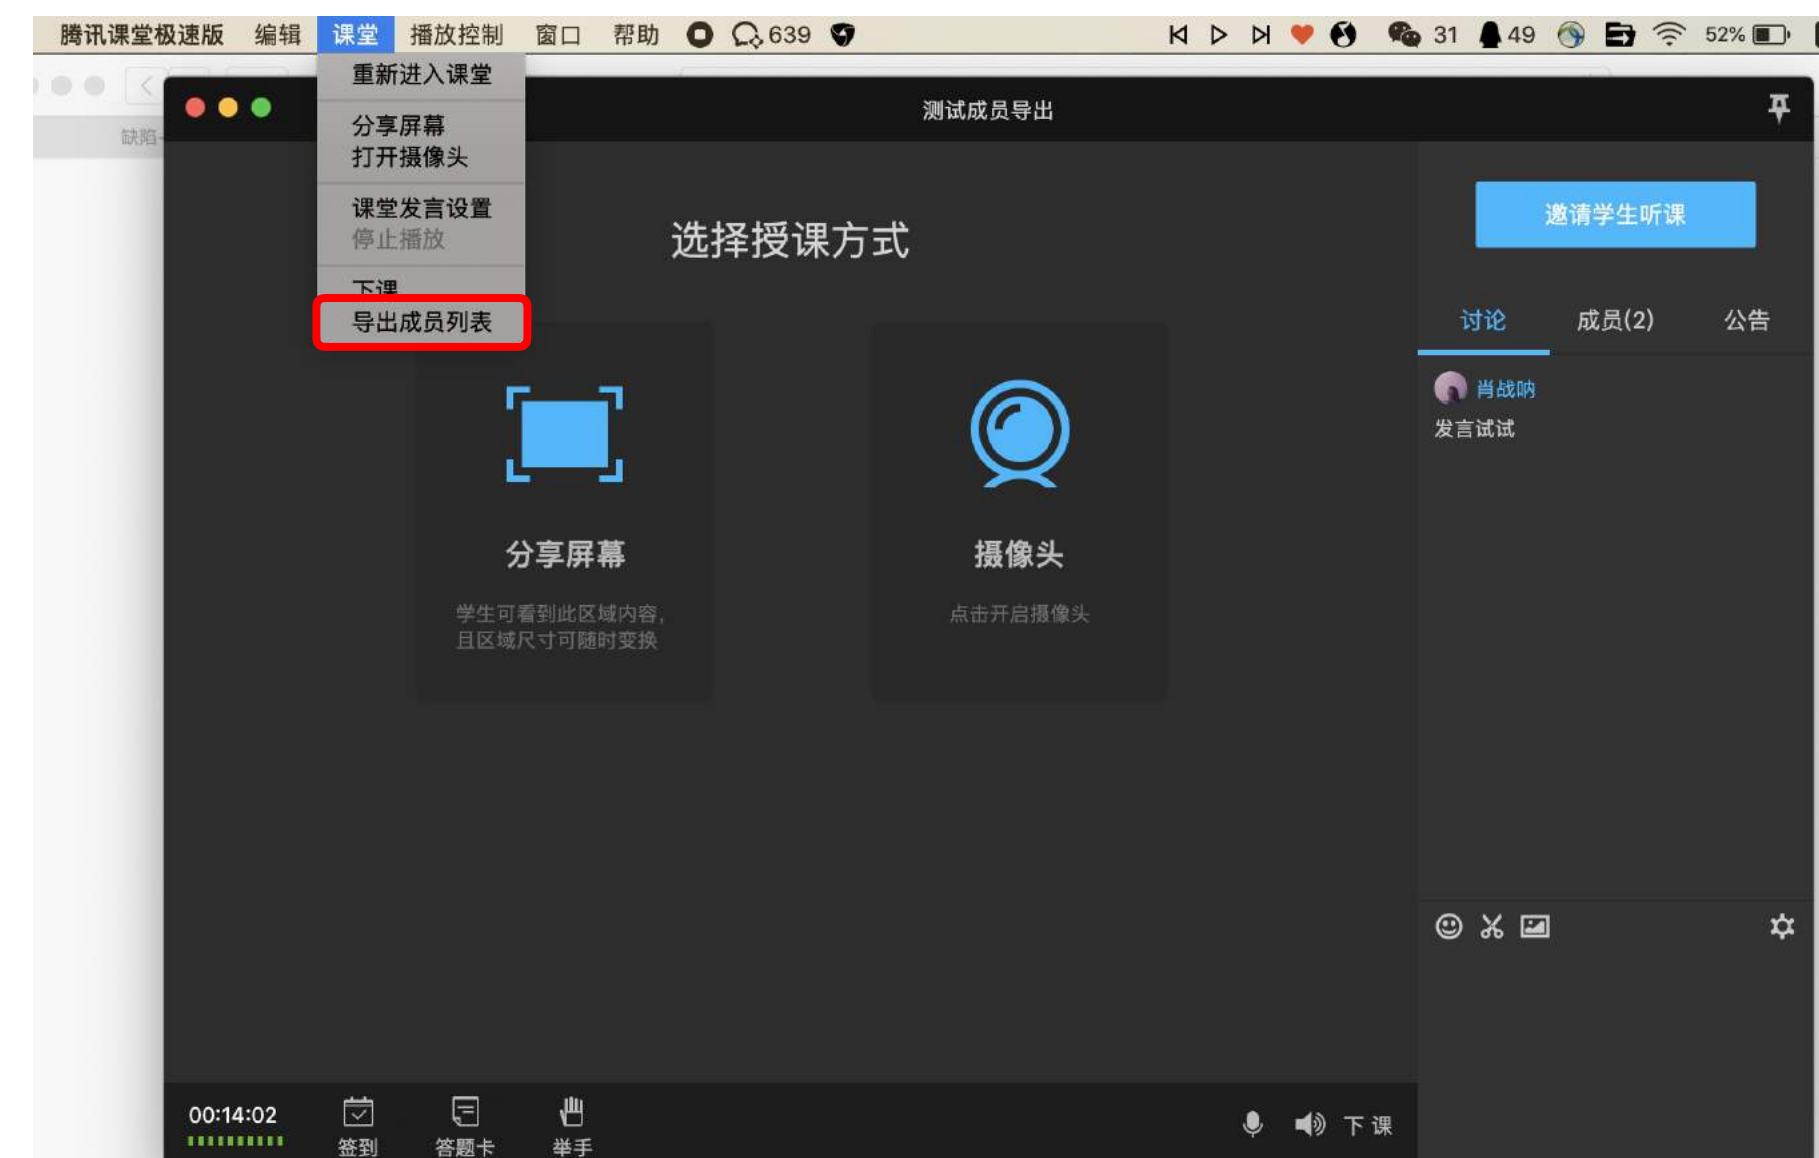 腾讯课堂极速版 编辑 课堂 播放控制 窗口 帮助 639 31 49 52%
重新进入课堂
分享屏幕
打开摄像头
课堂发言设置
停止播放
下课
导出成员列表
缺陷-
测试成员导出
选择授课方式
分享屏幕
学生可看到此区域内容,
且区域尺寸可随时变换
摄像头
点击开启摄像头
邀请学生听课
讨论 成员(2) 公告
肖战呐
发言试试
00:14:02
签到 答题卡 举手 下课